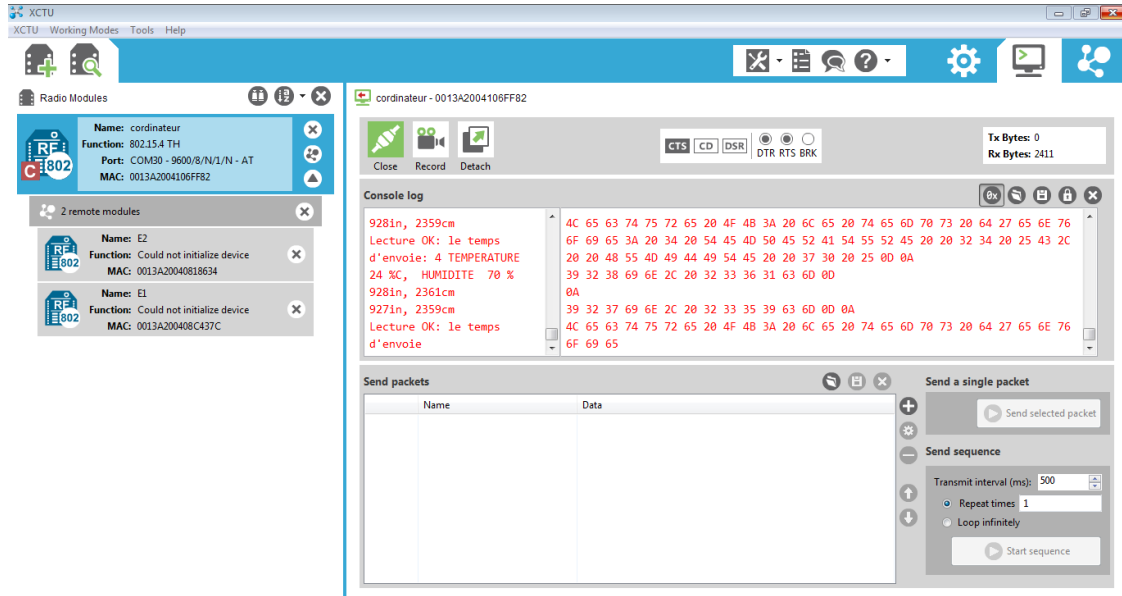 XCTU
XCTU Working Modes Tools Help
Radio Modules
Name: cordinateur
Function: 802.15.4 TH
Port: COM30 - 9600/8/N/1/N - AT
MAC: 0013A2004106FF82
RF
802
C
2 remote modules
Name: E2
Function: Could not initialize device
MAC: 0013A20040818634
RF
802
Name: E1
Function: Could not initialize device
MAC: 0013A200408C437C
RF
802
cordinateur - 0013A2004106FF82
Close Record Detach
CTS CD DSR DTR RTS BRK
Tx Bytes: 0
Rx Bytes: 2411
Console log
0x
928in, 2359cm
Lecture OK: le temps
d'envoie: 4 TEMPERATURE
24 %C, HUMIDITE 70 %
928in, 2361cm
927in, 2359cm
Lecture OK: le temps
d'envoie
4C 65 63 74 75 72 65 20 4F 4B 3A 20 6C 65 20 74 65 6D 70 73 20 64 27 65 6E 76
6F 69 65 3A 20 34 20 54 45 4D 50 45 52 41 54 55 52 45 20 20 32 34 20 25 43 2C
20 20 48 55 4D 49 44 49 54 45 20 20 37 30 20 25 0D 0A
39 32 38 69 6E 2C 20 32 33 36 31 63 6D 0D
0A
39 32 37 69 6E 2C 20 32 33 35 39 63 6D 0D 0A
4C 65 63 74 75 72 65 20 4F 4B 3A 20 6C 65 20 74 65 6D 70 73 20 64 27 65 6E 76
6F 69 65
Send packets
Name Data
Send a single packet
Send selected packet
Send sequence
Transmit interval (ms): 500
Repeat times 1
Loop infinitely
Start sequence